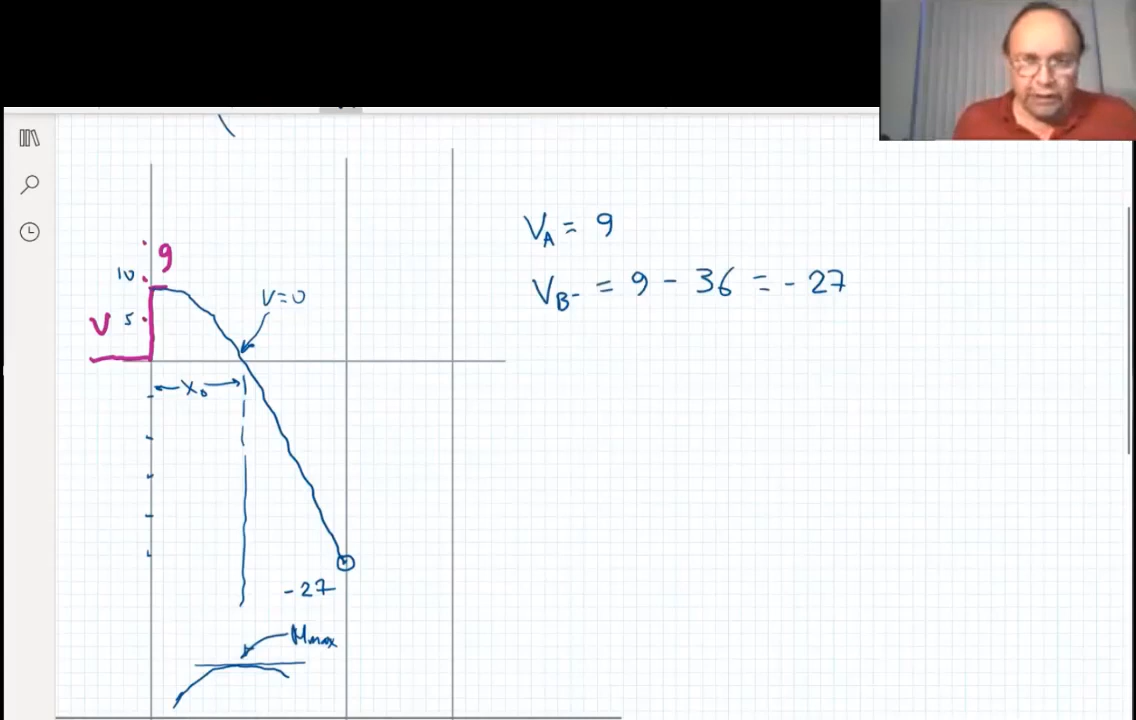 V_A = 9
V_B- = 9 - 36 = - 27
9
10
V=0
V 5
X₀
-27
Mmax